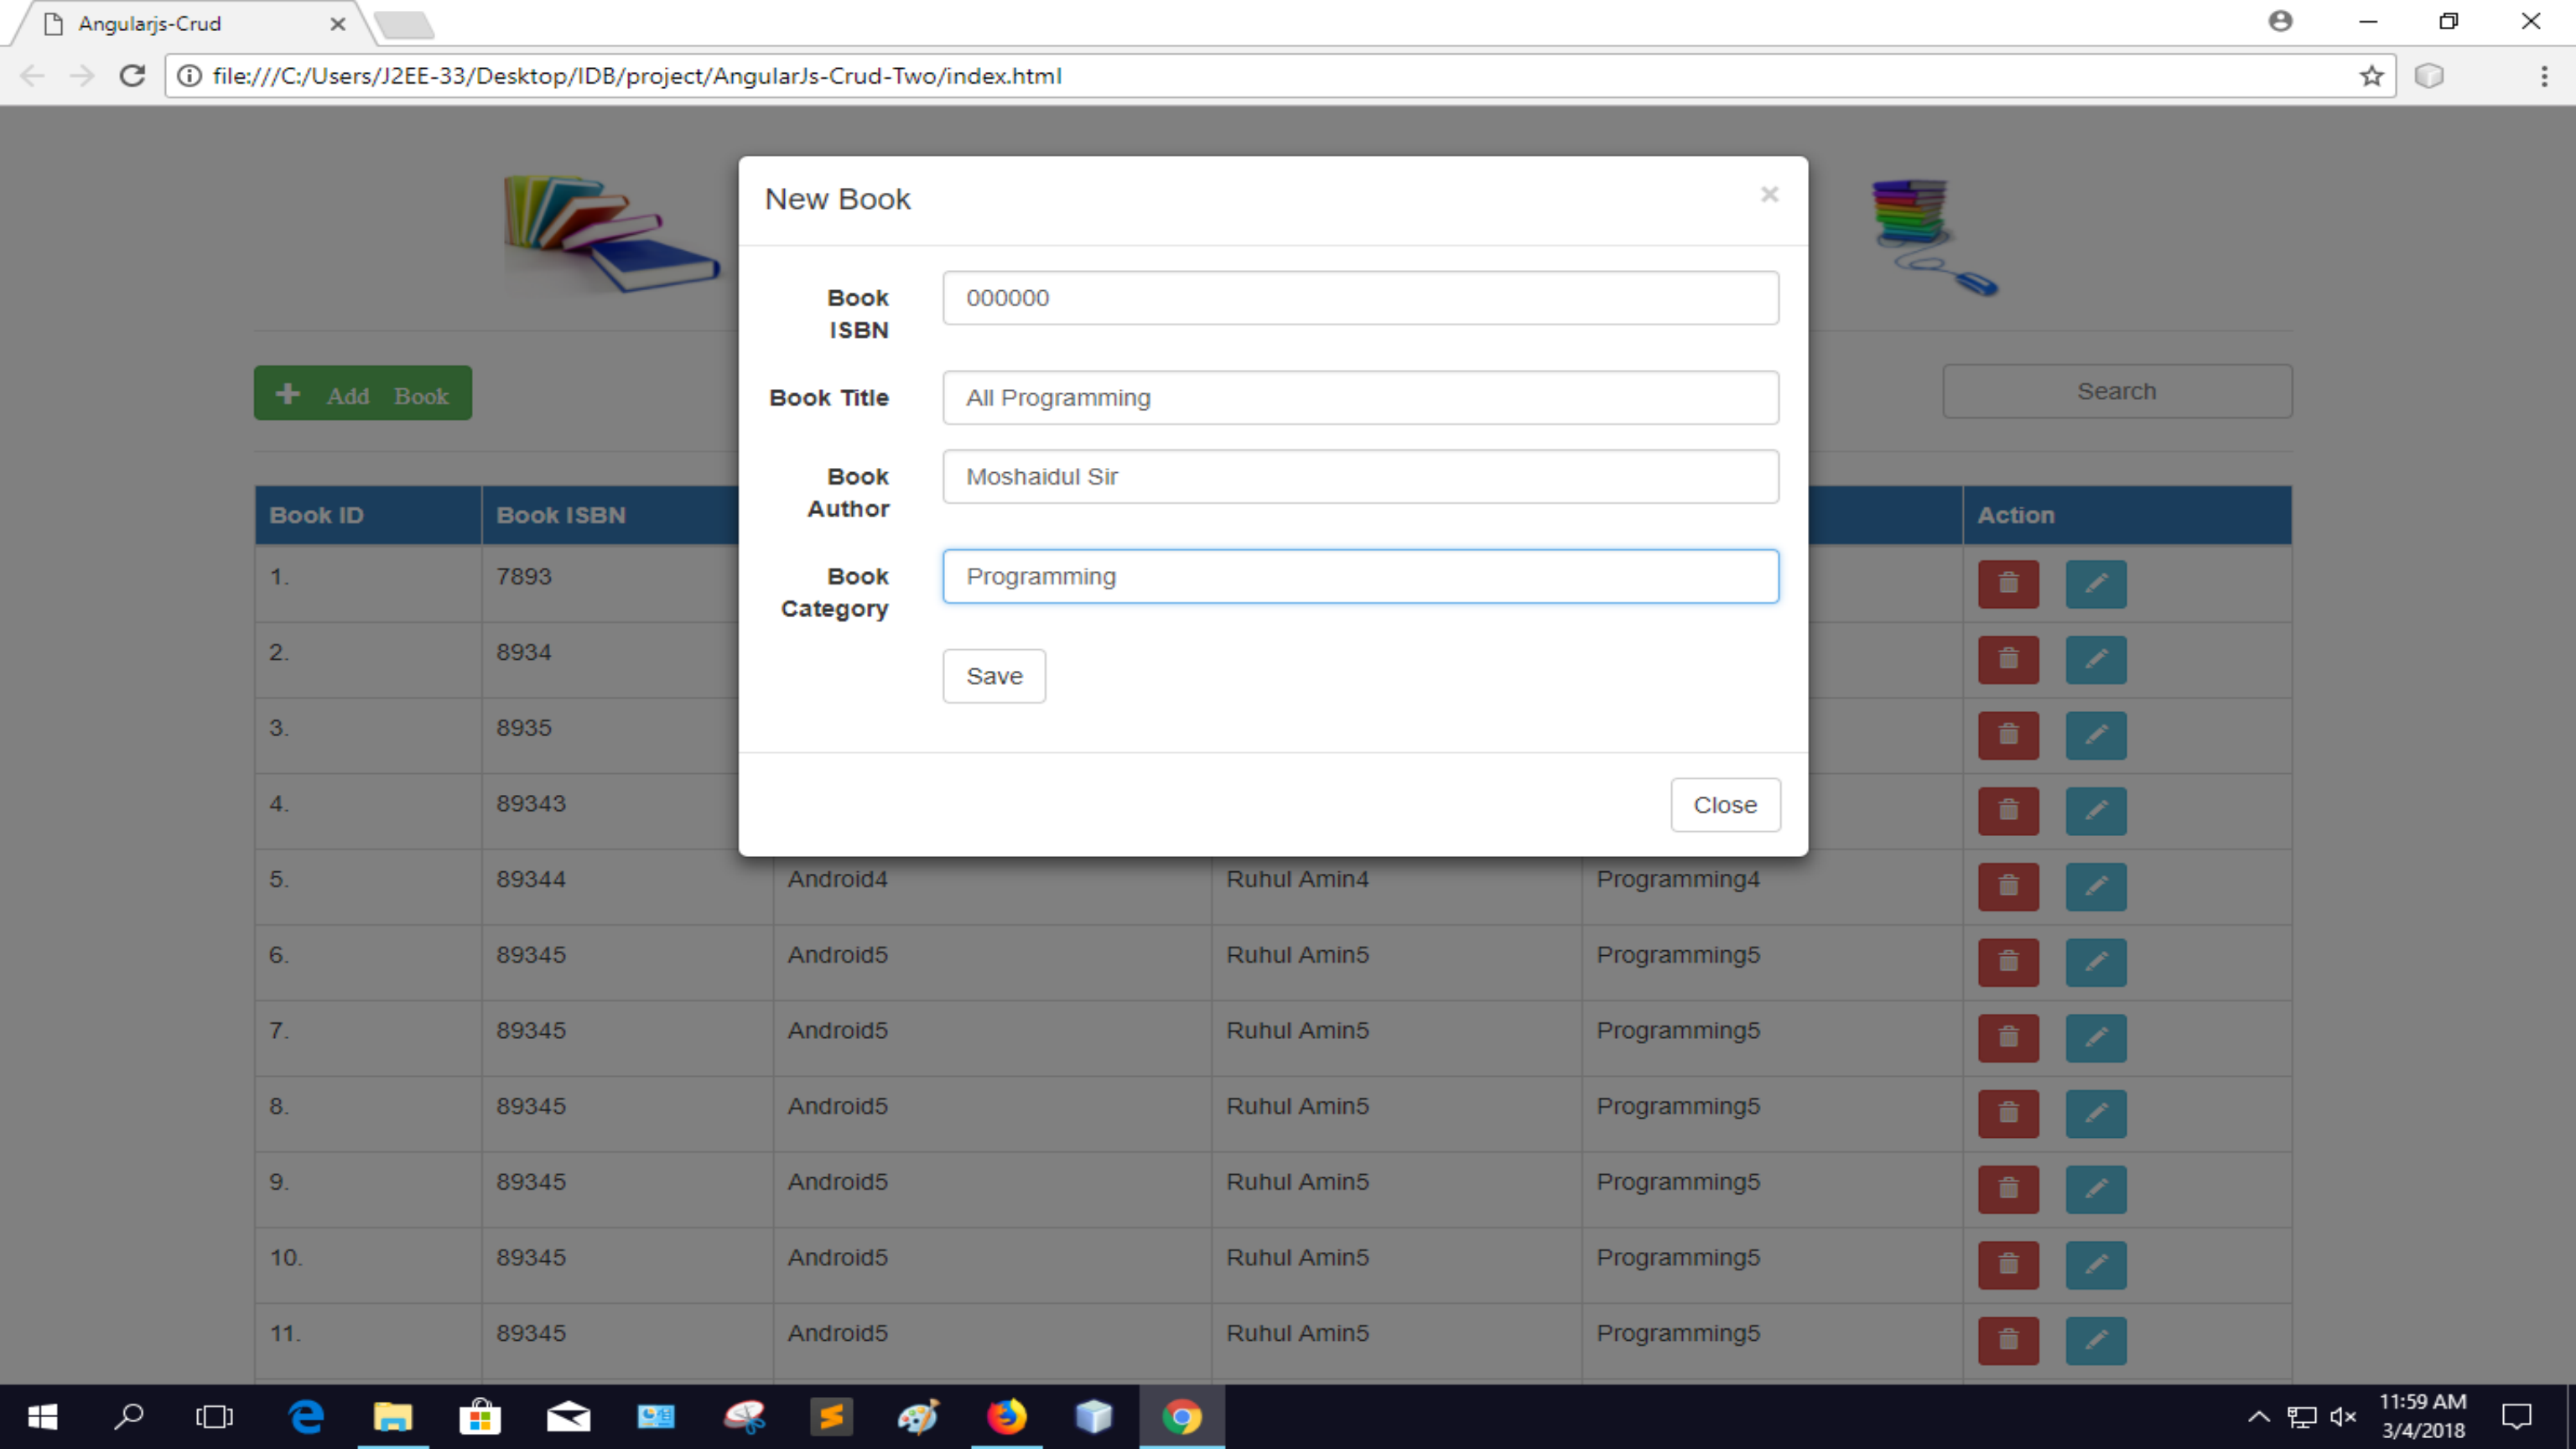 Angularjs-Crud
file:///C:/Users/J2EE-33/Desktop/IDB/project/AngularJs-Crud-Two/index.html
New Book ×
Book ISBN 000000
Book Title All Programming
Book Author Moshaidul Sir
Book Category Programming
Save
Close
Add Book
Search
Book ID Book ISBN Action
1. 7893
2. 8934
3. 8935
4. 89343
5. 89344 Android4 Ruhul Amin4 Programming4
6. 89345 Android5 Ruhul Amin5 Programming5
7. 89345 Android5 Ruhul Amin5 Programming5
8. 89345 Android5 Ruhul Amin5 Programming5
9. 89345 Android5 Ruhul Amin5 Programming5
10. 89345 Android5 Ruhul Amin5 Programming5
11. 89345 Android5 Ruhul Amin5 Programming5
11:59 AM
3/4/2018